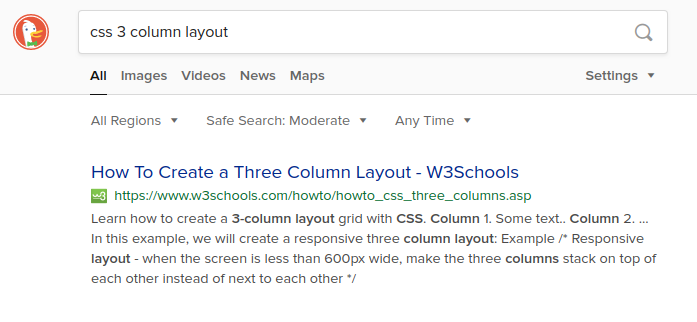 css 3 column layout
All Images Videos News Maps Settings
All Regions Safe Search: Moderate Any Time
How To Create a Three Column Layout - W3Schools
https://www.w3schools.com/howto/howto_css_three_columns.asp
Learn how to create a 3-column layout grid with CSS. Column 1. Some text.. Column 2. ...
In this example, we will create a responsive three column layout: Example /* Responsive
layout - when the screen is less than 600px wide, make the three columns stack on top of
each other instead of next to each other */